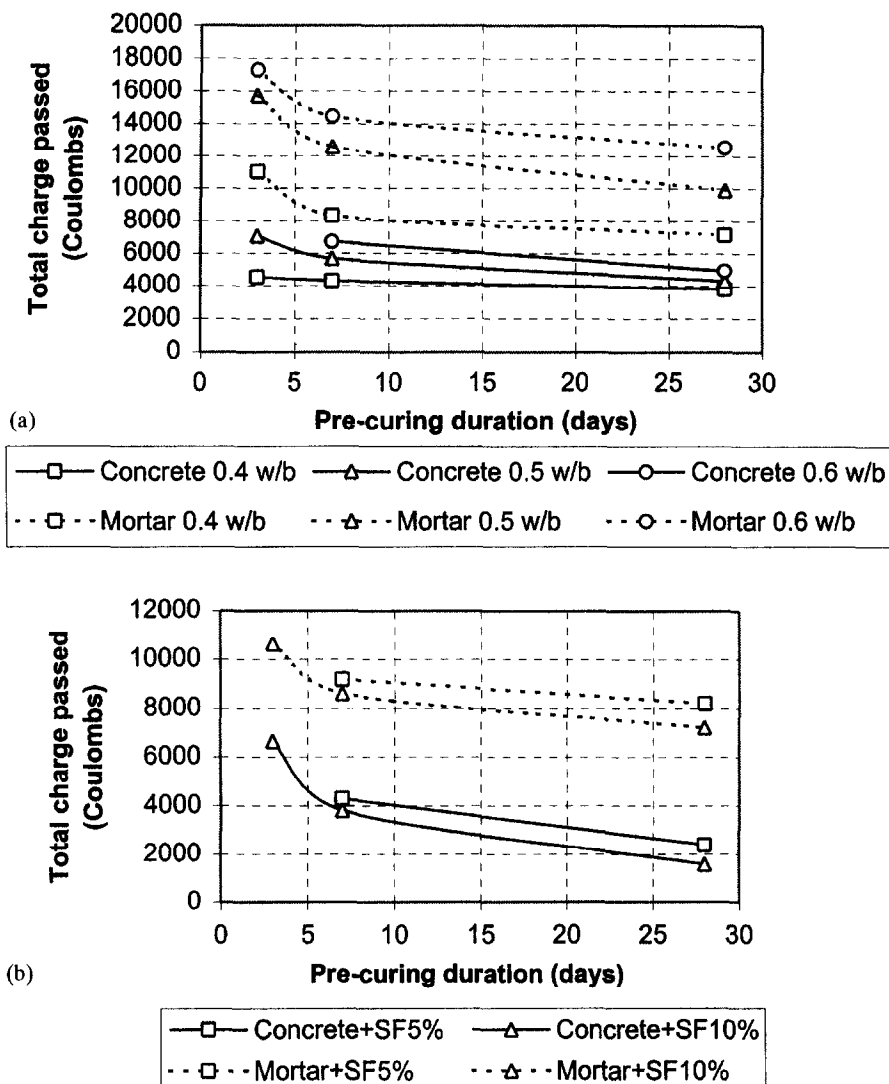 20000
18000
16000
14000
12000
10000
8000
6000
4000
2000
0
Total charge passed
(Coulombs)
0 5 10 15 20 25 30
Pre-curing duration (days)
(a)
Concrete 0.4 w/b Concrete 0.5 w/b Concrete 0.6 w/b
Mortar 0.4 w/b Mortar 0.5 w/b Mortar 0.6 w/b
12000
10000
8000
6000
4000
2000
0
Total charge passed
(Coulombs)
0 5 10 15 20 25 30
Pre-curing duration (days)
(b)
Concrete+SF5% Concrete+SF10%
Mortar+SF5% Mortar+SF10%